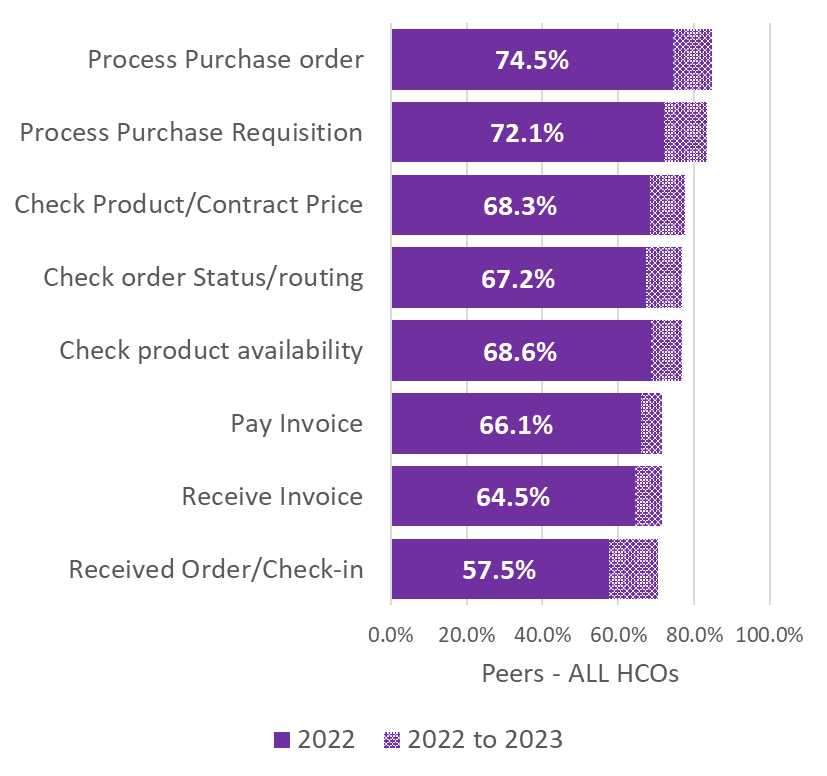 Process Purchase order 74.5%
Process Purchase Requisition 72.1%
Check Product/Contract Price 68.3%
Check order Status/routing 67.2%
Check product availability 68.6%
Pay Invoice 66.1%
Receive Invoice 64.5%
Received Order/Check-in 57.5%
0.0% 20.0% 40.0% 60.0% 80.0% 100.0%
Peers - ALL HCOs
2022 2022 to 2023